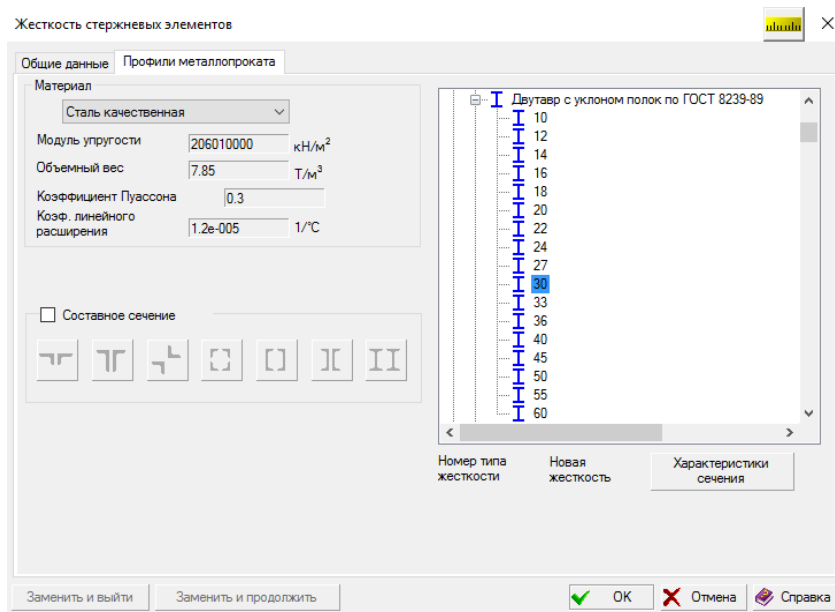 Жесткость стержневых элементов
Общие данные
Профили металлопроката
Материал
Сталь качественная
Модуль упругости
206010000
кН/м²
Объемный вес
7.85
Т/м³
Коэффициент Пуассона
0.3
Коэф. линейного
расширения
1.2e-005
1/°C
Составное сечение
Двутавр с уклоном полок по ГОСТ 8239-89
10
12
14
16
18
20
22
24
27
30
33
36
40
45
50
55
60
Номер типа
жесткости
Новая
жесткость
Характеристики
сечения
Заменить и выйти
Заменить и продолжить
OK
Отмена
Справка